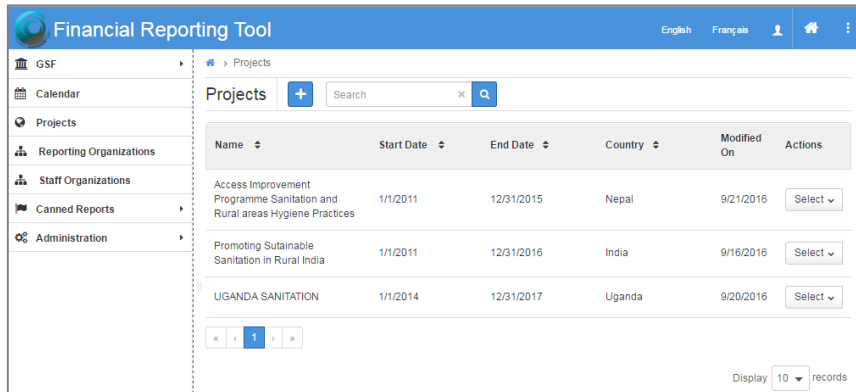 Financial Reporting Tool
English Français
GSF
Calendar
Projects
Reporting Organizations
Staff Organizations
Canned Reports
Administration
> Projects
Projects + Search ×
Name Start Date End Date Country Modified On Actions
Access Improvement
Programme Sanitation and
Rural areas Hygiene Practices
1/1/2011 12/31/2015 Nepal 9/21/2016 Select
Promoting Sutainable
Sanitation in Rural India
1/1/2011 12/31/2016 India 9/16/2016 Select
UGANDA SANITATION 1/1/2014 12/31/2017 Uganda 9/20/2016 Select
« ‹ 1 › »
Display 10 records